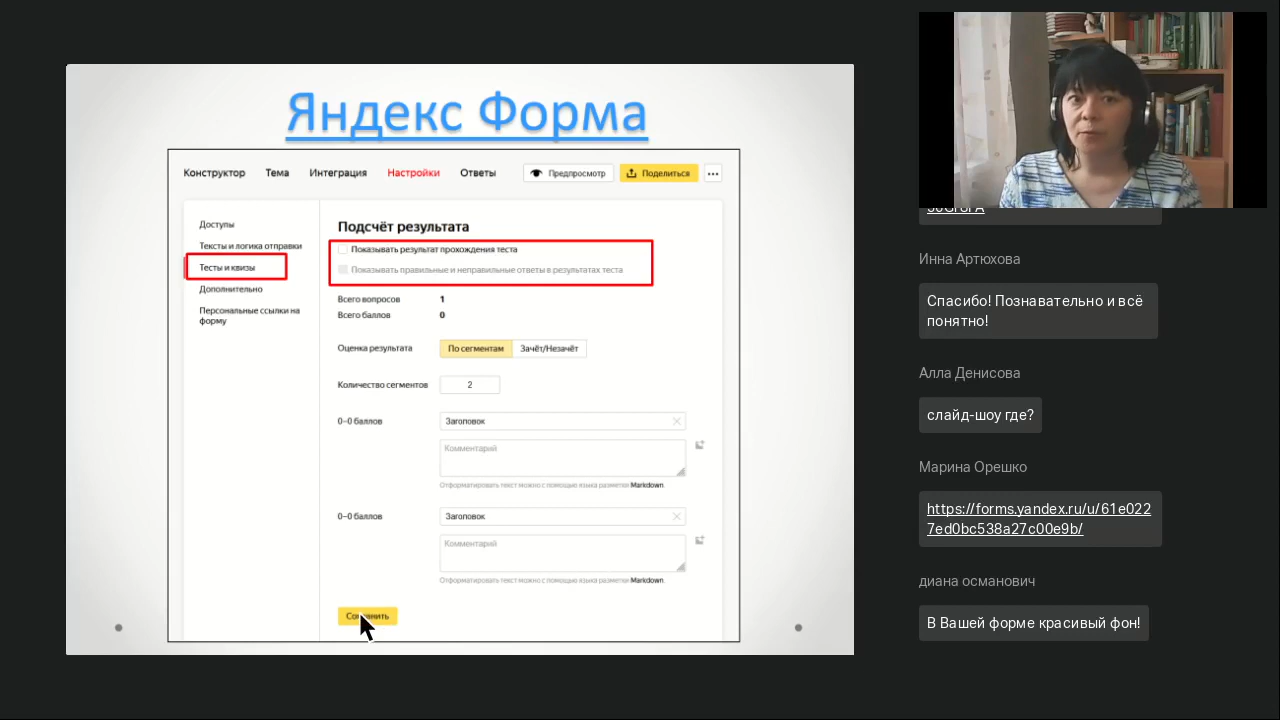 Яндекс Форма
Конструктор Тема Интеграция Настройки Ответы Предпросмотр Поделиться
Доступы
Тексты и логика отправки
Тесты и квизы
Дополнительно
Персональные ссылки на
форму
Подсчёт результата
Показывать результат прохождения теста
Показывать правильные и неправильные ответы в результатах теста
Всего вопросов 1
Всего баллов 0
Оценка результата По сегментам Зачёт/Незачёт
Количество сегментов 2
0–0 баллов Заголовок
Комментарий
Отформатировать текст можно с помощью языка разметки Markdown.
0–0 баллов Заголовок
Комментарий
Отформатировать текст можно с помощью языка разметки Markdown.
Сохранить
Инна Артюхова
Спасибо! Познавательно и всё
понятно!
Алла Денисова
слайд-шоу где?
Марина Орешко
https://forms.yandex.ru/u/61e022
7ed0bc538a27c00e9b/
диана османович
В Вашей форме красивый фон!